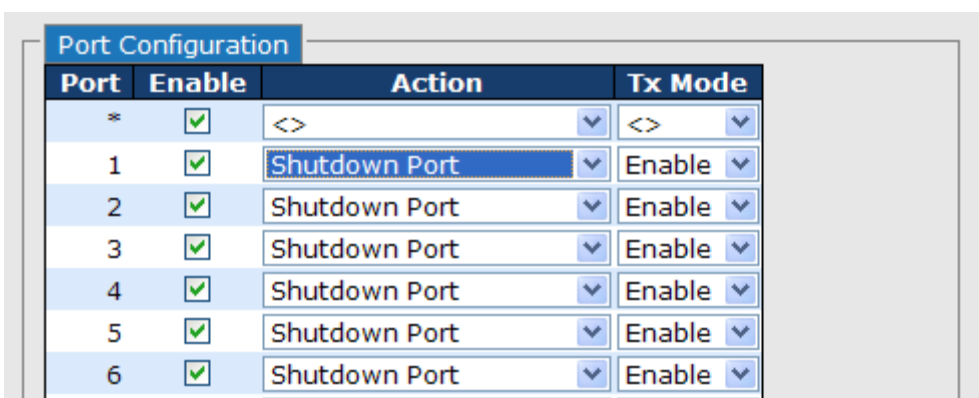 Port Configuration
Port Enable Action Tx Mode
* <> <>
1 Shutdown Port Enable
2 Shutdown Port Enable
3 Shutdown Port Enable
4 Shutdown Port Enable
5 Shutdown Port Enable
6 Shutdown Port Enable